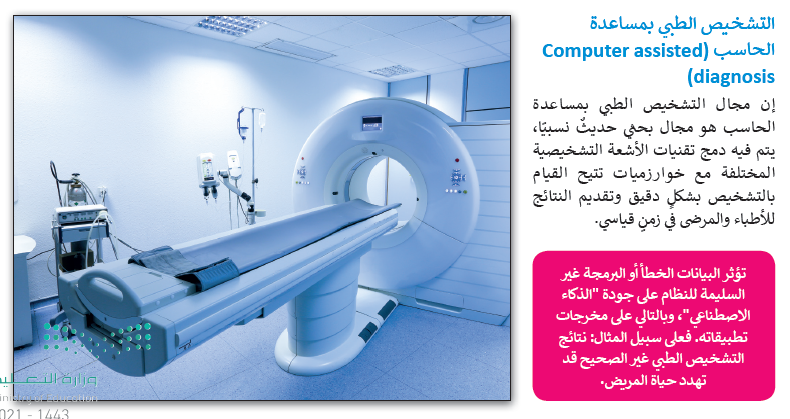 التشخيص الطبي بمساعدة
الحاسب (Computer assisted
diagnosis)
إن مجال التشخيص الطبي بمساعدة
الحاسب هو مجال بحثي حديثٌ نسبيًا،
يتم فيه دمج تقنيات الأشعة التشخيصية
المختلفة مع خوارزميات تتيح القيام
بالتشخيص بشكلٍ دقيق وتقديم النتائج
للأطباء والمرضى في زمنٍ قياسي.
تؤثر البيانات الخطأ أو البرمجة غير
السليمة للنظام على جودة "الذكاء
الاصطناعي"، وبالتالي على مخرجات
تطبيقاته. فعلى سبيل المثال: نتائج
التشخيص الطبي غير الصحيح قد
تهدد حياة المريض.
وزارة التعليم
Ministry of Education
021 - 1443